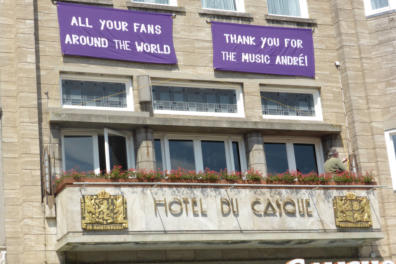 ALL YOUR FANS
AROUND THE WORLD
THANK YOU FOR
THE MUSIC ANDRÉ!
HOTEL DU CASQUE